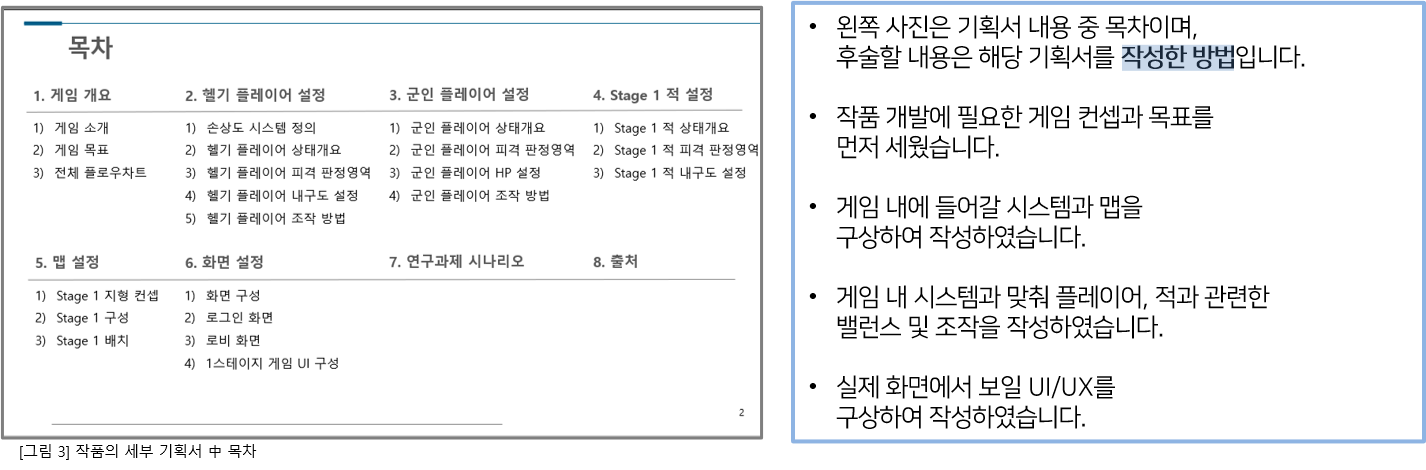 목차
1. 게임 개요
1) 게임 소개
2) 게임 목표
3) 전체 플로우차트
2. 헬기 플레이어 설정
1) 손상도 시스템 정의
2) 헬기 플레이어 상태개요
3) 헬기 플레이어 피격 판정영역
4) 헬기 플레이어 내구도 설정
5) 헬기 플레이어 조작 방법
3. 군인 플레이어 설정
1) 군인 플레이어 상태개요
2) 군인 플레이어 피격 판정영역
3) 군인 플레이어 HP 설정
4) 군인 플레이어 조작 방법
4. Stage 1 적 설정
1) Stage 1 적 상태개요
2) Stage 1 적 피격 판정영역
3) Stage 1 적 내구도 설정
5. 맵 설정
1) Stage 1 지형 컨셉
2) Stage 1 구성
3) Stage 1 배치
6. 화면 설정
1) 화면 구성
2) 로그인 화면
3) 로비 화면
4) 1스테이지 게임 UI 구성
7. 연구과제 시나리오
8. 출처
2
[그림 3] 작품의 세부 기획서 中 목차
• 왼쪽 사진은 기획서 내용 중 목차이며,
후술할 내용은 해당 기획서를 작성한 방법입니다.
• 작품 개발에 필요한 게임 컨셉과 목표를
먼저 세웠습니다.
• 게임 내에 들어갈 시스템과 맵을
구상하여 작성하였습니다.
• 게임 내 시스템과 맞춰 플레이어, 적과 관련한
밸런스 및 조작을 작성하였습니다.
• 실제 화면에서 보일 UI/UX를
구상하여 작성하였습니다.